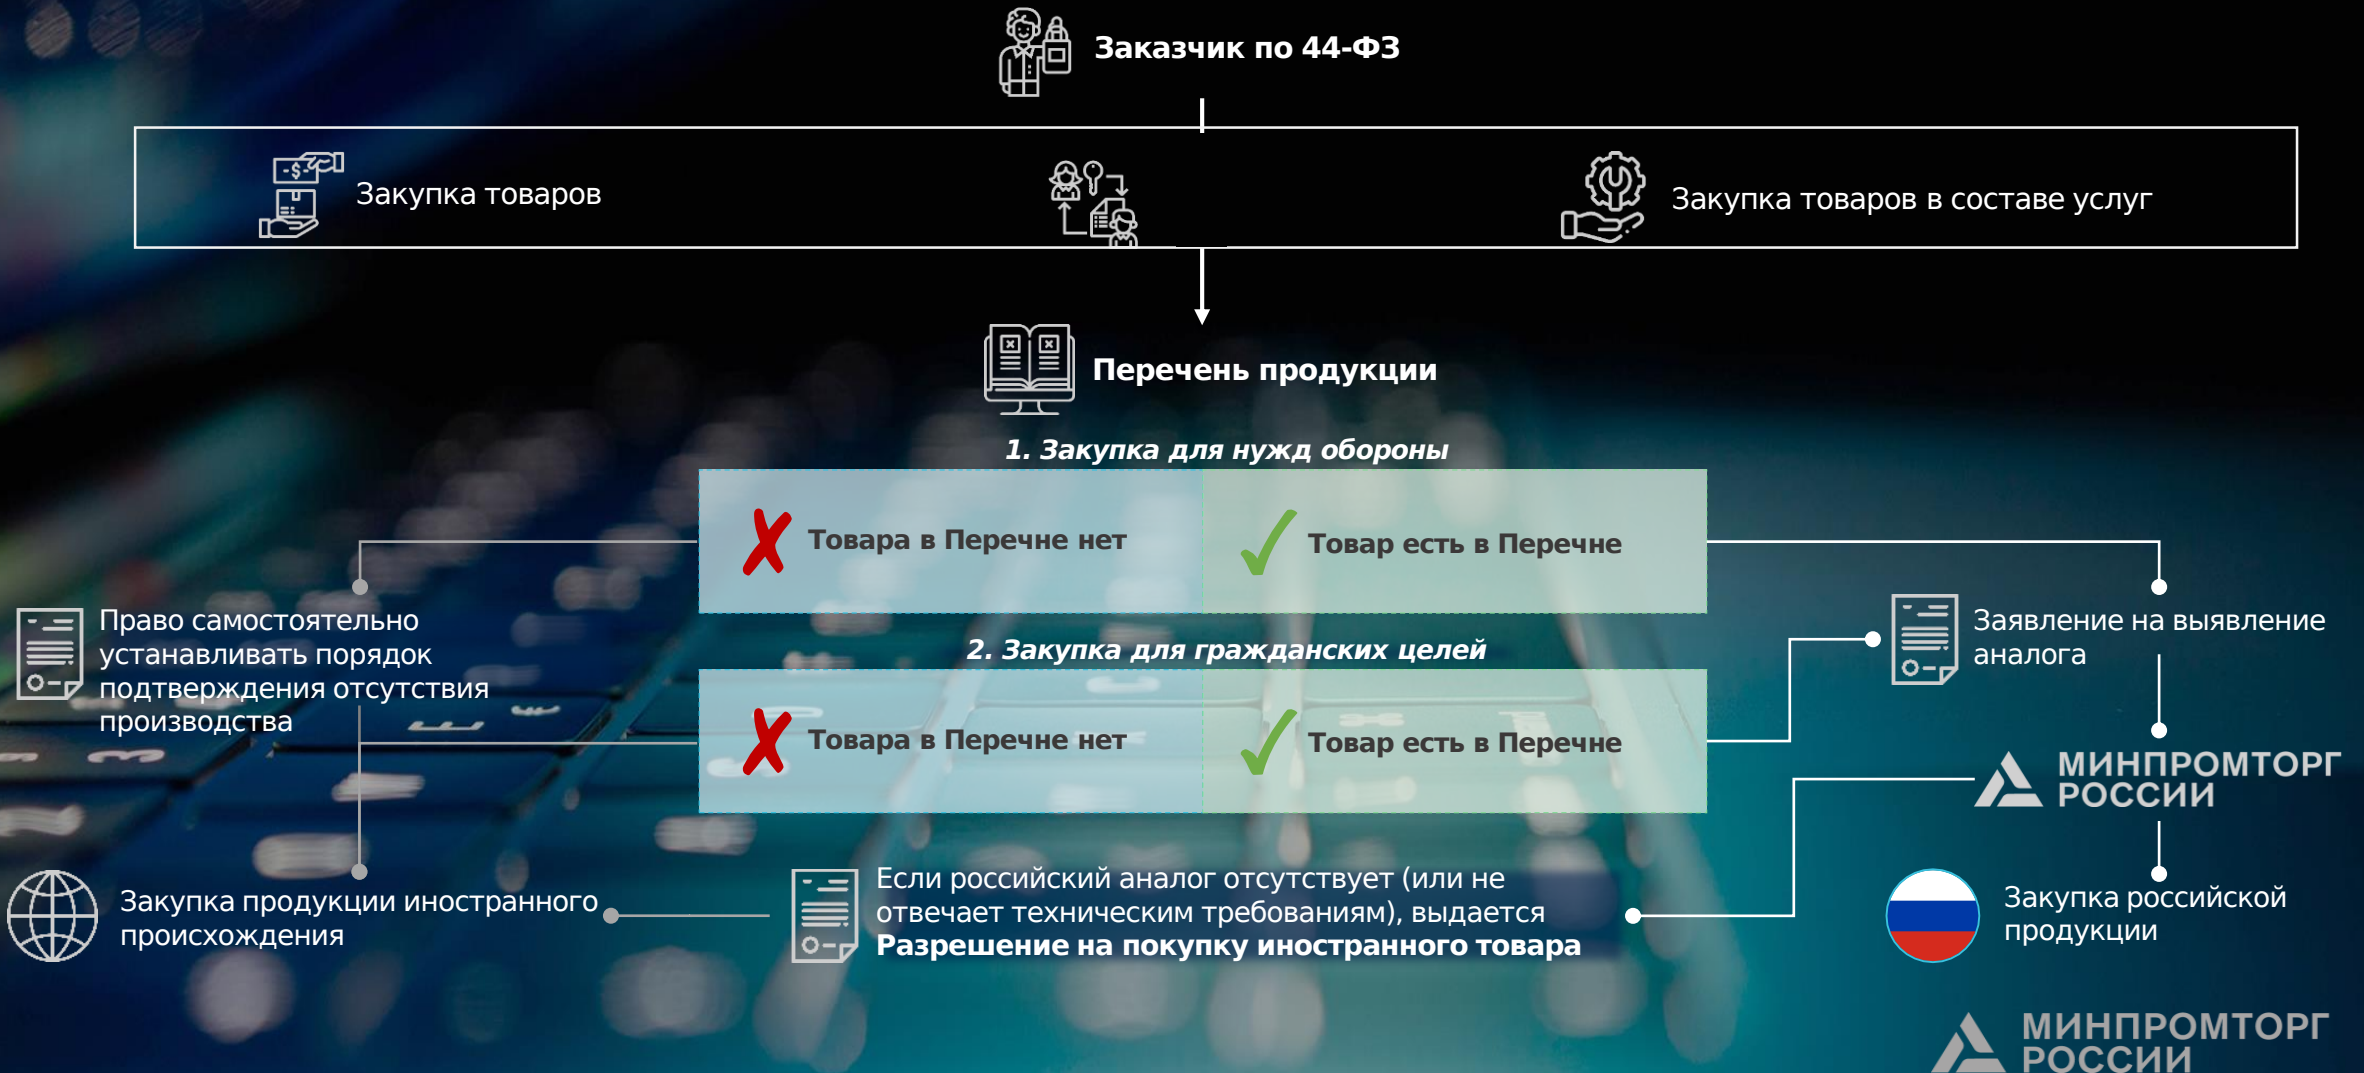 Заказчик по 44-ФЗ
Закупка товаров
Закупка товаров в составе услуг
Перечень продукции
1. Закупка для нужд обороны
Товара в Перечне нет
Товар есть в Перечне
Право самостоятельно
устанавливать порядок
подтверждения отсутствия
производства
Заявление на выявление
аналога
2. Закупка для гражданских целей
Товара в Перечне нет
Товар есть в Перечне
МИНПРОМТОРГ
РОССИИ
Закупка продукции иностранного
происхождения
Если российский аналог отсутствует (или не
отвечает техническим требованиям), выдается
Разрешение на покупку иностранного товара
Закупка российской
продукции
МИНПРОМТОРГ
РОССИИ